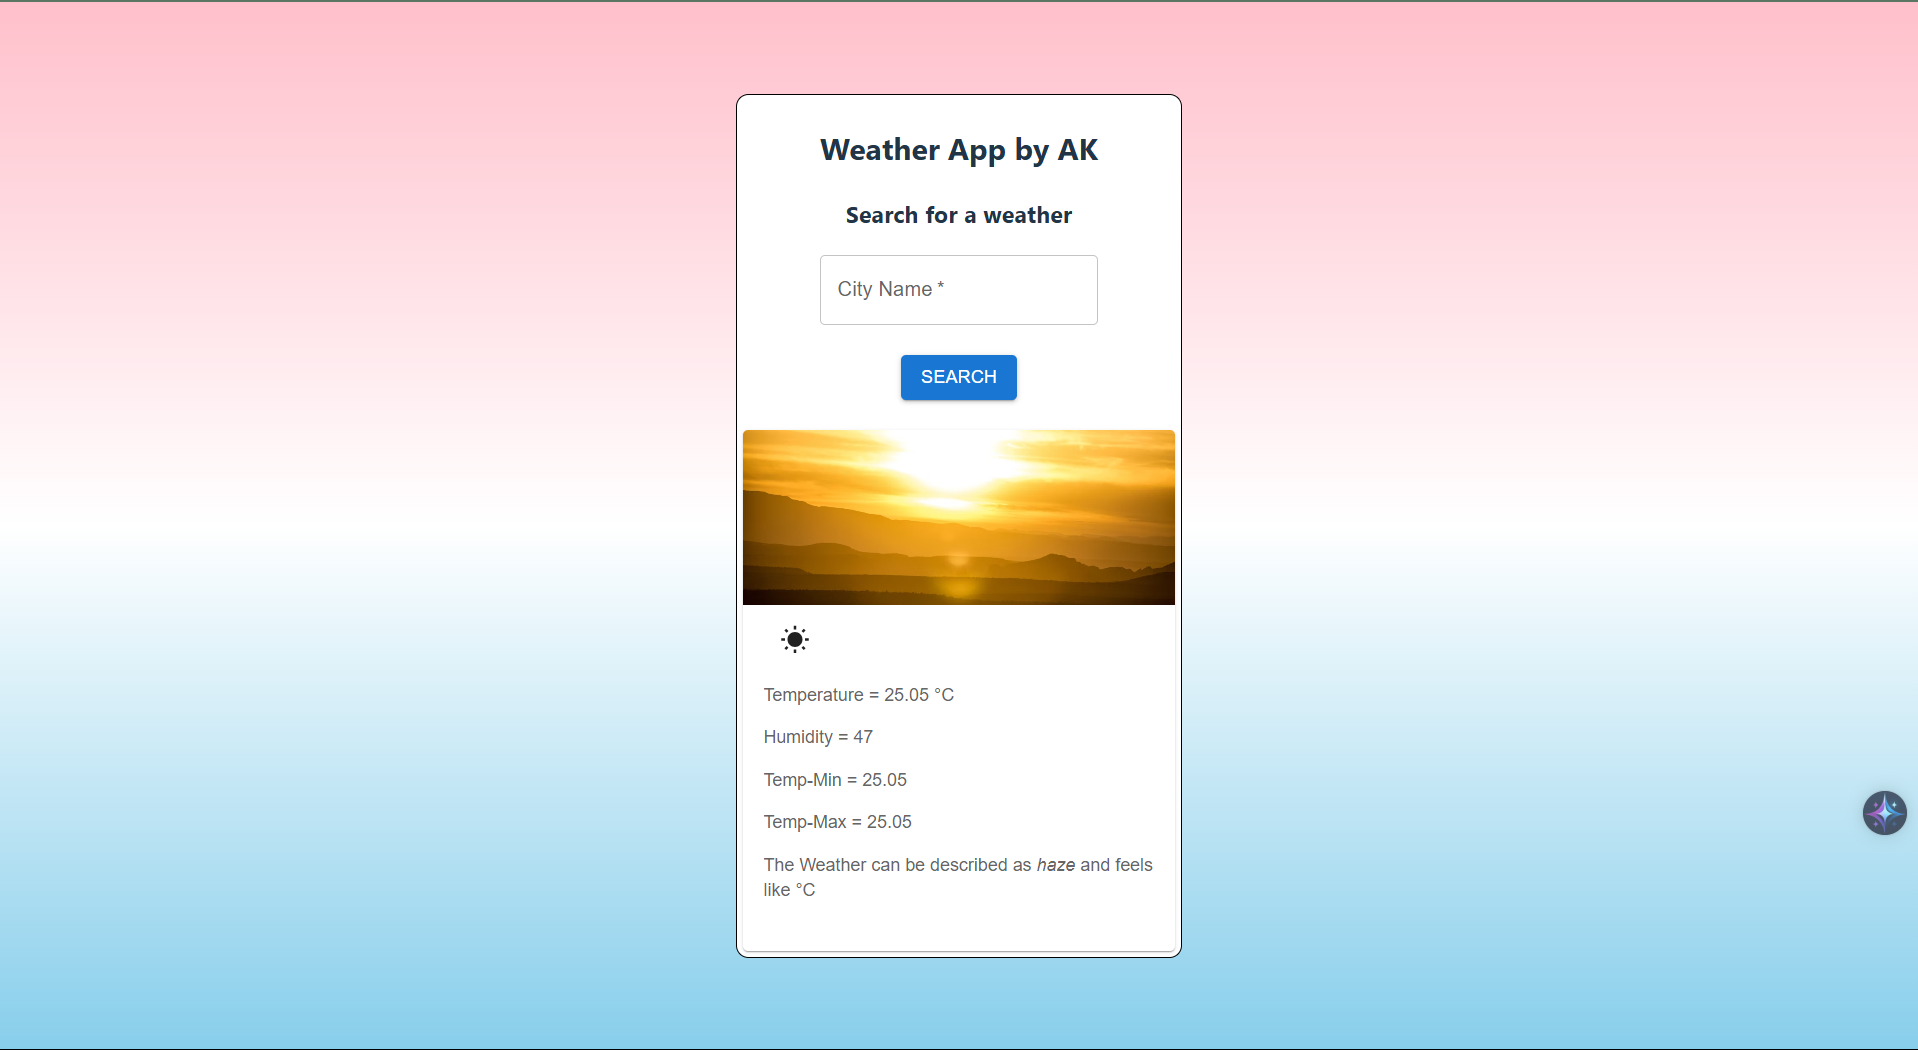 Weather App by AK
Search for a weather
City Name *
SEARCH
Temperature = 25.05 °C
Humidity = 47
Temp-Min = 25.05
Temp-Max = 25.05
The Weather can be described as haze and feels
like °C